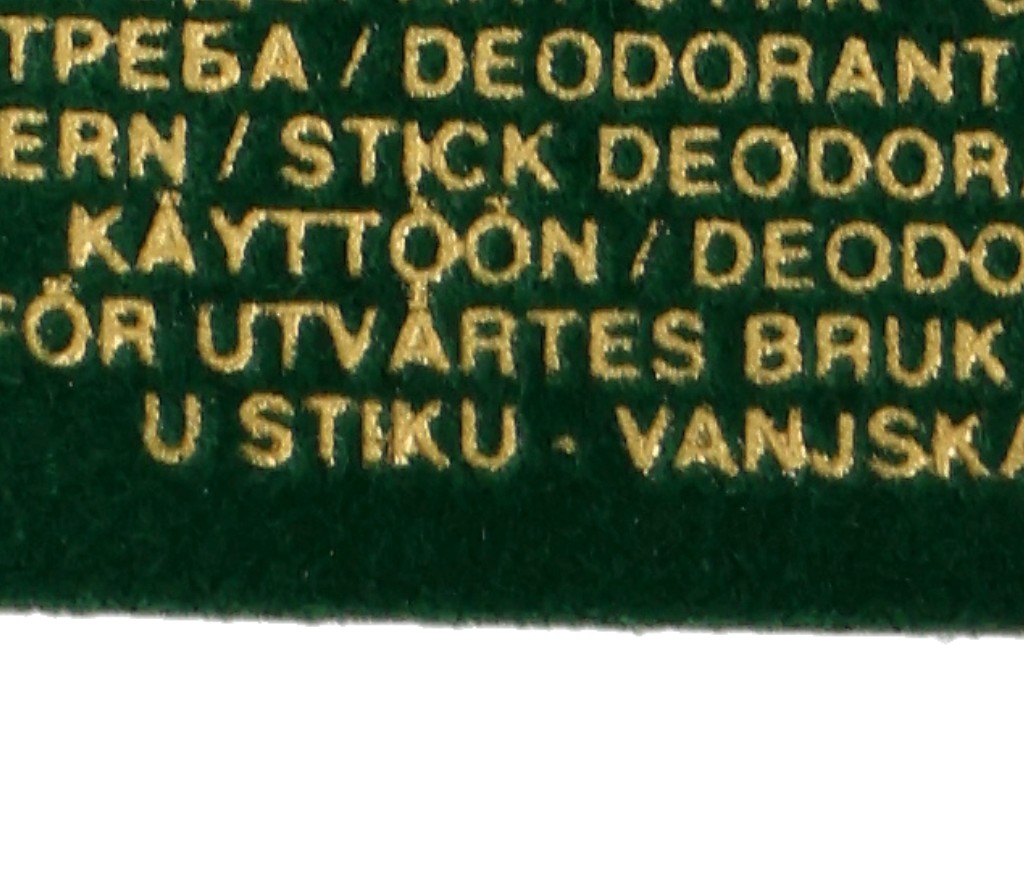 ТРЕБА / DEODORANT
ERN / STICK DEODOR
KÄYTTÖÖN / DEODO
FÖR UTVÄRTES BRUK
U STIKU - VANJSKA